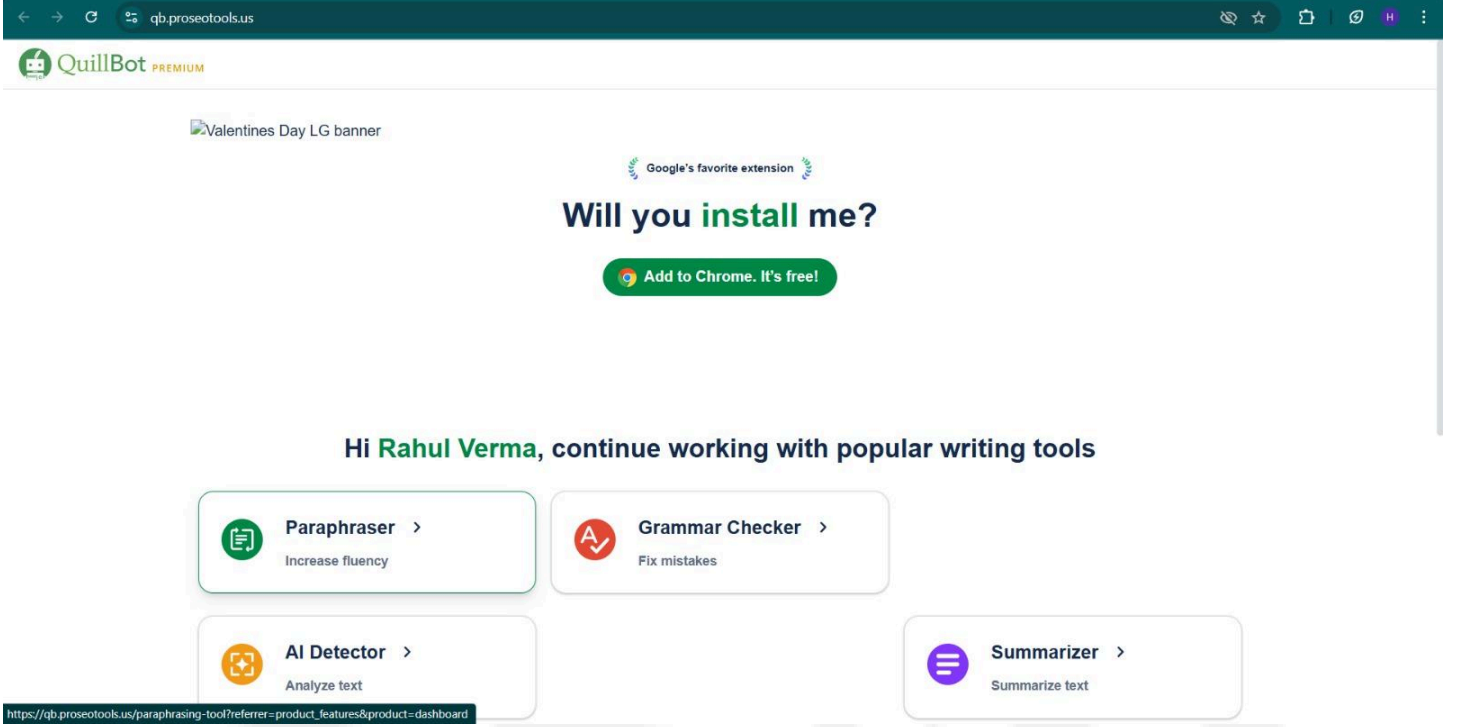 qb.proseotools.us
H
QuillBot PREMIUM
Valentines Day LG banner
Google's favorite extension
Will you install me?
Add to Chrome. It's free!
Hi Rahul Verma, continue working with popular writing tools
Paraphraser
Increase fluency
Grammar Checker
Fix mistakes
AI Detector
Analyze text
Summarizer
Summarize text
https://qb.proseotools.us/paraphrasing-tool?referrer=product_features&product=dashboard